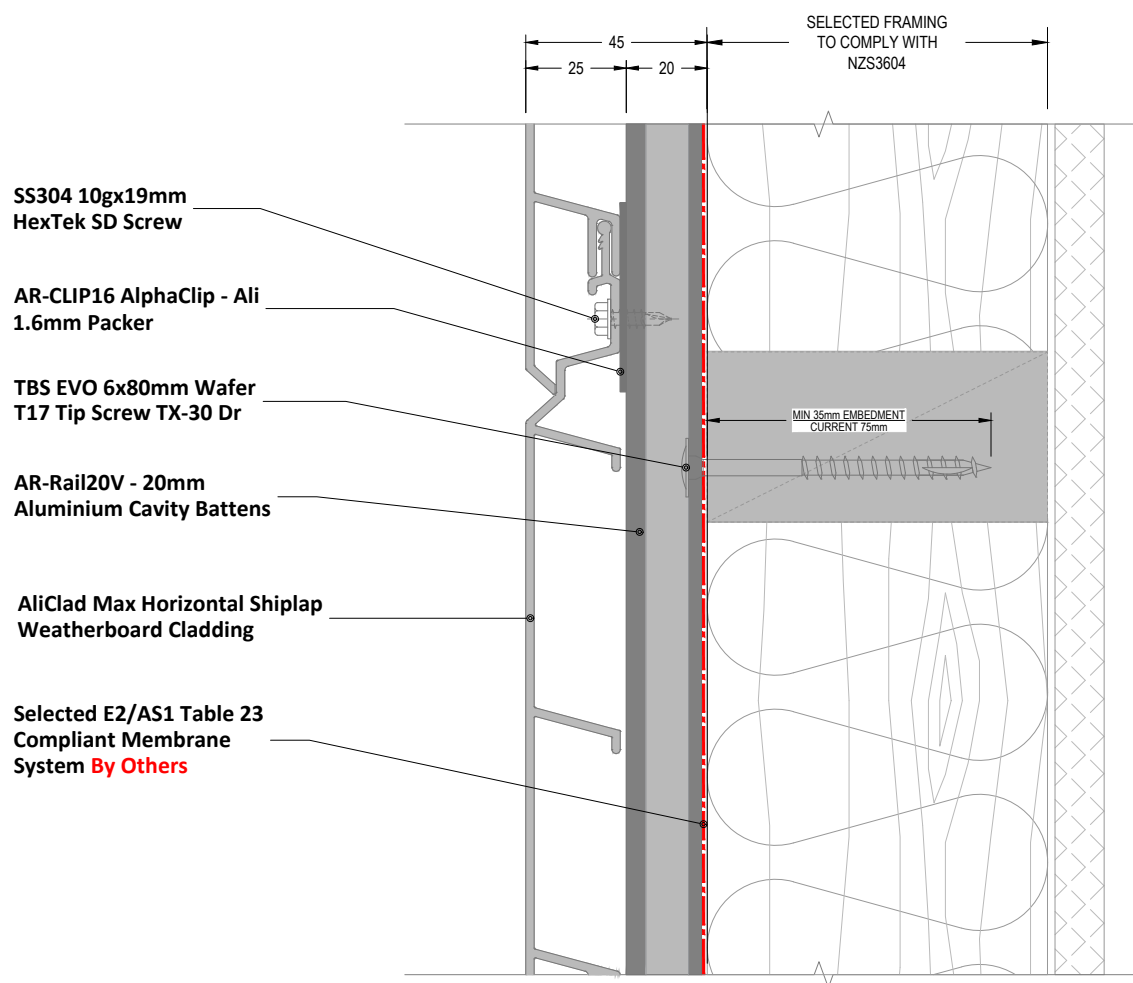 SELECTED FRAMING
TO COMPLY WITH
NZS3604
45
25
20
SS304 10gx19mm
HexTek SD Screw
AR-CLIP16 AlphaClip - Ali
1.6mm Packer
TBS EVO 6x80mm Wafer
T17 Tip Screw TX-30 Dr
MIN 35mm EMBEDMENT
CURRENT 75mm
AR-Rail20V - 20mm
Aluminium Cavity Battens
AliClad Max Horizontal Shiplap
Weatherboard Cladding
Selected E2/AS1 Table 23
Compliant Membrane
System By Others